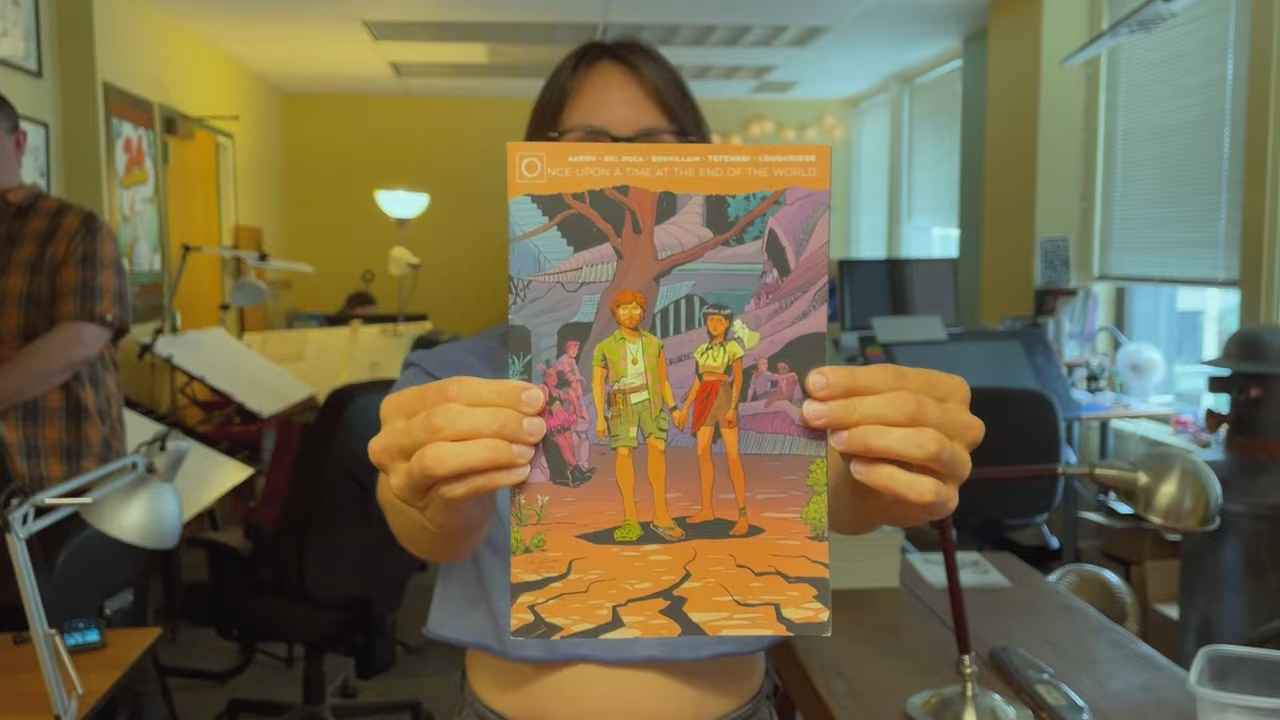 AARON · DEL DUCA · BONVILLAIN · TEFENKGI · LOUGHRIDGE
ONCE UPON A TIME AT THE END OF THE WORLD